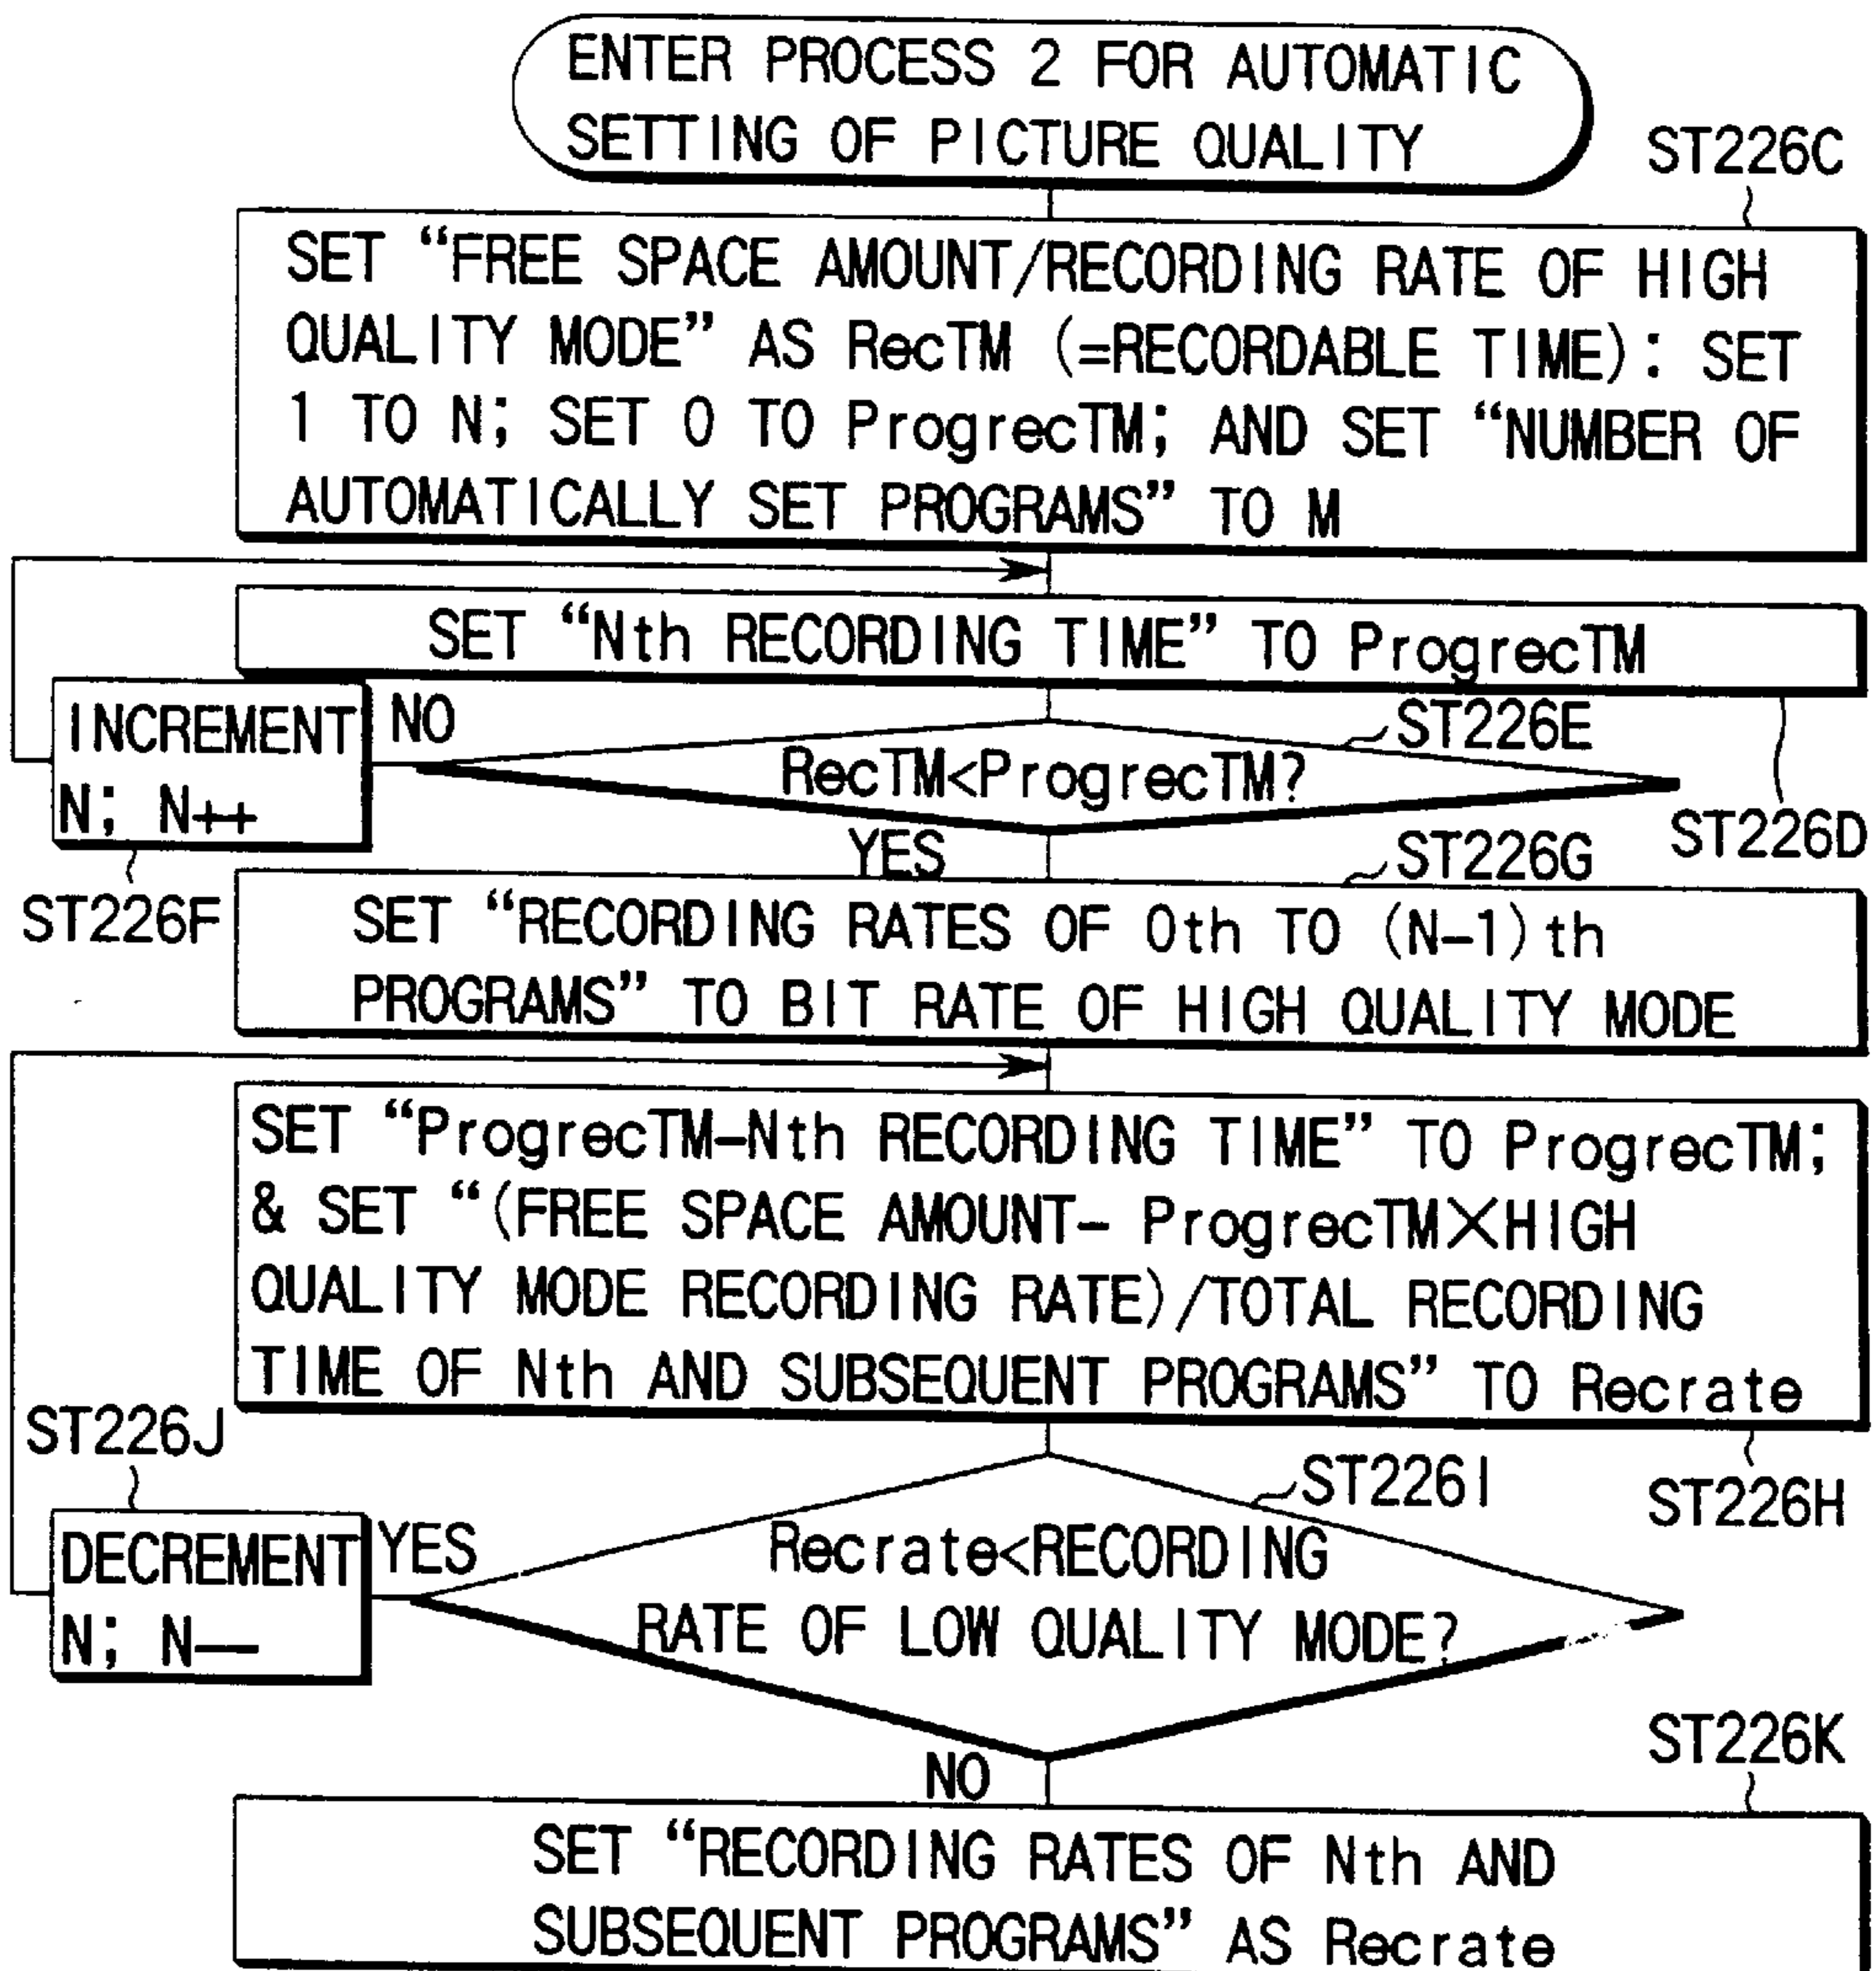 ENTER PROCESS 2 FOR AUTOMATIC
SETTING OF PICTURE QUALITY
ST226C
SET “FREE SPACE AMOUNT/RECORDING RATE OF HIGH
QUALITY MODE” AS RecTM (=RECORDABLE TIME): SET
1 TO N; SET 0 TO ProgrecTM; AND SET “NUMBER OF
AUTOMATICALLY SET PROGRAMS” TO M
SET “Nth RECORDING TIME” TO ProgrecTM
ST226D
INCREMENT
N; N++
ST226F
NO
RecTM<ProgrecTM?
ST226E
YES
ST226G
SET “RECORDING RATES OF 0th TO (N-1)th
PROGRAMS” TO BIT RATE OF HIGH QUALITY MODE
SET “ProgrecTM-Nth RECORDING TIME” TO ProgrecTM;
& SET “(FREE SPACE AMOUNT- ProgrecTM×HIGH
QUALITY MODE RECORDING RATE)/TOTAL RECORDING
TIME OF Nth AND SUBSEQUENT PROGRAMS” TO Recrate
ST226H
ST226J
DECREMENT
N; N--
YES
ST226I
Recrate<RECORDING
RATE OF LOW QUALITY MODE?
NO
ST226K
SET “RECORDING RATES OF Nth AND
SUBSEQUENT PROGRAMS” AS Recrate